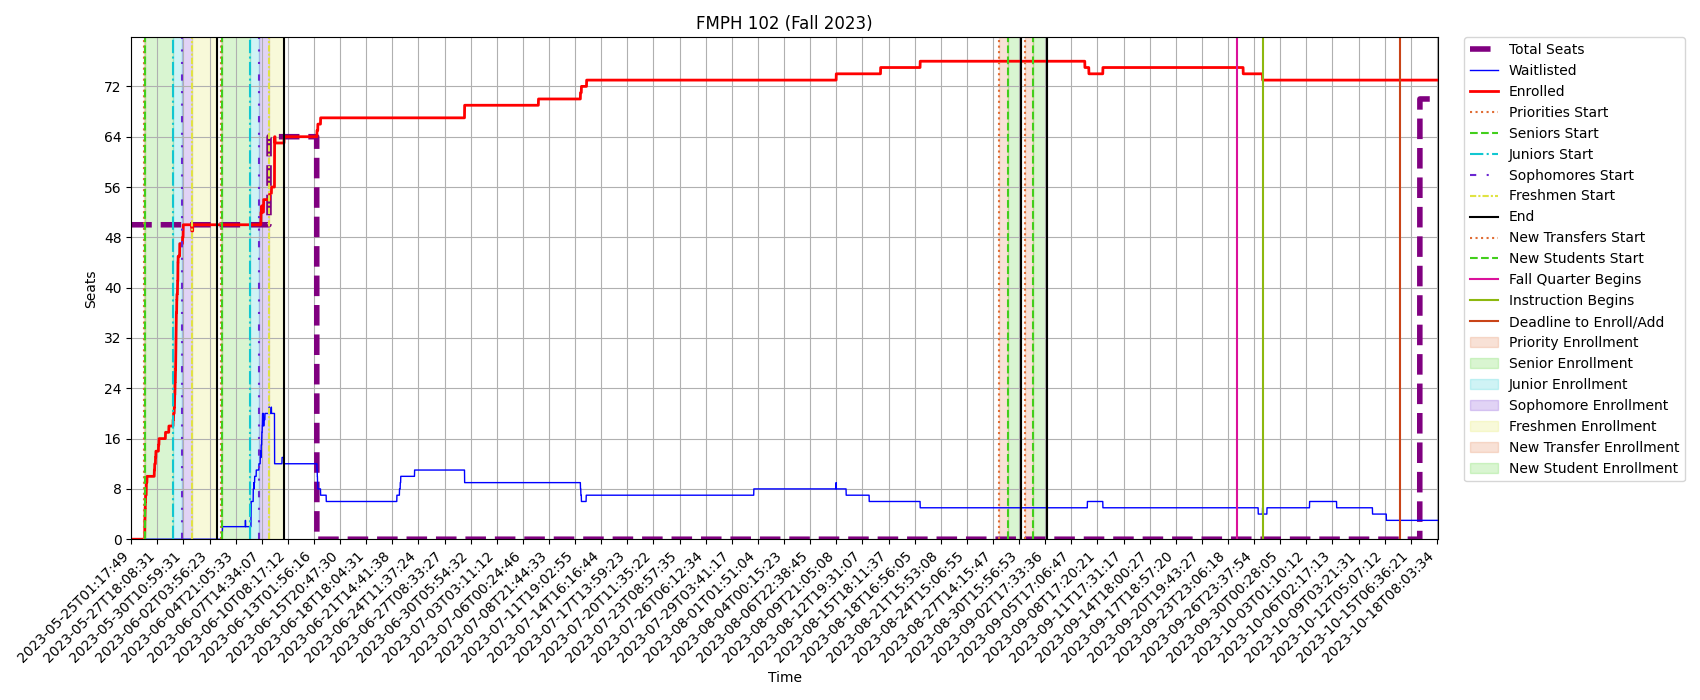 FMPH 102 (Fall 2023)
Seats
72
64
56
48
40
32
24
16
8
0
2023-05-25T01:17:49
2023-05-27T18:08:31
2023-05-30T10:59:31
2023-06-02T03:56:23
2023-06-04T21:05:33
2023-06-07T14:34:07
2023-06-10T08:17:12
2023-06-13T01:56:16
2023-06-15T20:47:30
2023-06-18T18:04:31
2023-06-21T14:41:38
2023-06-24T11:37:24
2023-06-27T08:33:27
2023-06-30T05:54:32
2023-07-03T03:11:12
2023-07-06T00:24:46
2023-07-08T21:44:33
2023-07-11T19:02:55
2023-07-14T16:16:44
2023-07-17T13:59:23
2023-07-20T11:35:22
2023-07-23T08:57:35
2023-07-26T06:12:34
2023-07-29T03:41:17
2023-08-01T01:51:04
2023-08-04T00:15:23
2023-08-06T22:38:45
2023-08-09T21:05:08
2023-08-12T19:31:07
2023-08-15T18:11:37
2023-08-18T16:56:05
2023-08-21T15:53:08
2023-08-24T15:06:55
2023-08-27T14:15:47
2023-08-30T15:56:53
2023-09-02T17:33:36
2023-09-05T17:06:47
2023-09-08T17:20:21
2023-09-11T17:31:17
2023-09-14T18:00:27
2023-09-17T18:57:20
2023-09-20T19:43:27
2023-09-23T23:06:18
2023-09-26T23:37:54
2023-09-30T00:28:05
2023-10-03T01:10:12
2023-10-06T02:17:13
2023-10-09T03:21:31
2023-10-12T05:07:12
2023-10-15T06:36:21
2023-10-18T08:03:34
Time
Total Seats
Waitlisted
Enrolled
Priorities Start
Seniors Start
Juniors Start
Sophomores Start
Freshmen Start
End
New Transfers Start
New Students Start
Fall Quarter Begins
Instruction Begins
Deadline to Enroll/Add
Priority Enrollment
Senior Enrollment
Junior Enrollment
Sophomore Enrollment
Freshmen Enrollment
New Transfer Enrollment
New Student Enrollment